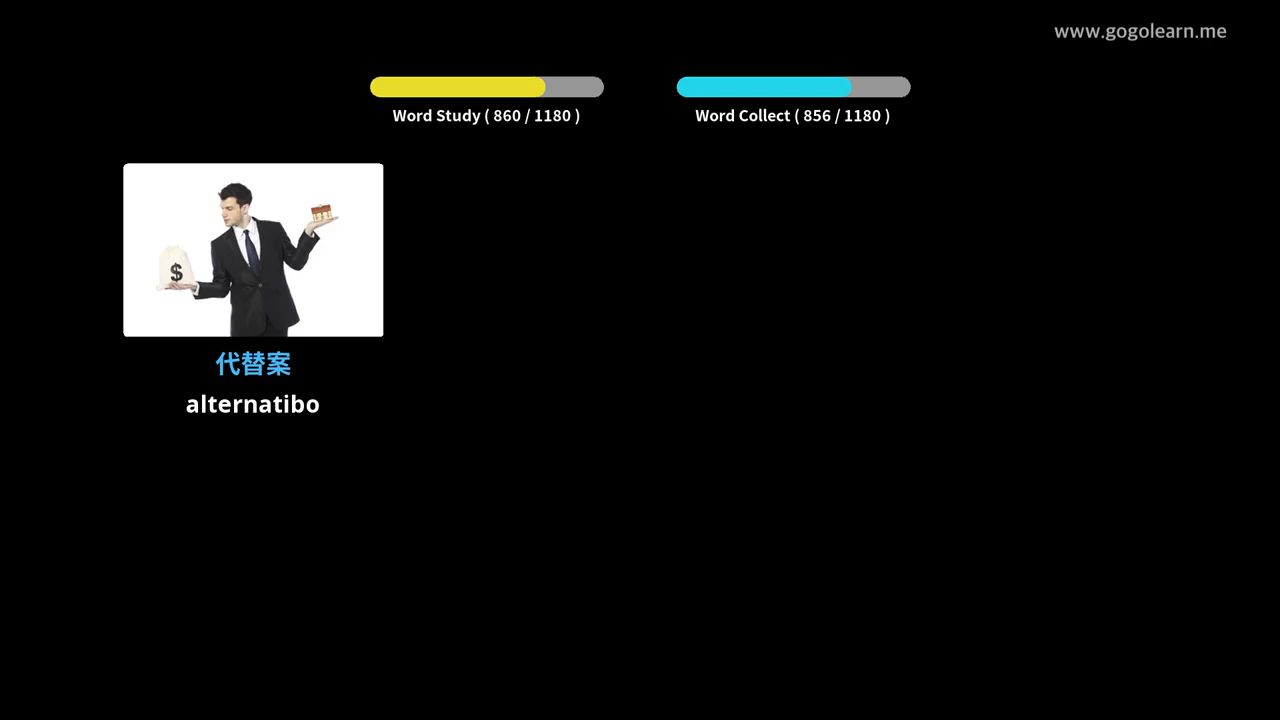 www.gogolearn.me
Word Study ( 860 / 1180 )
Word Collect ( 856 / 1180 )
$
代替案
alternatibo